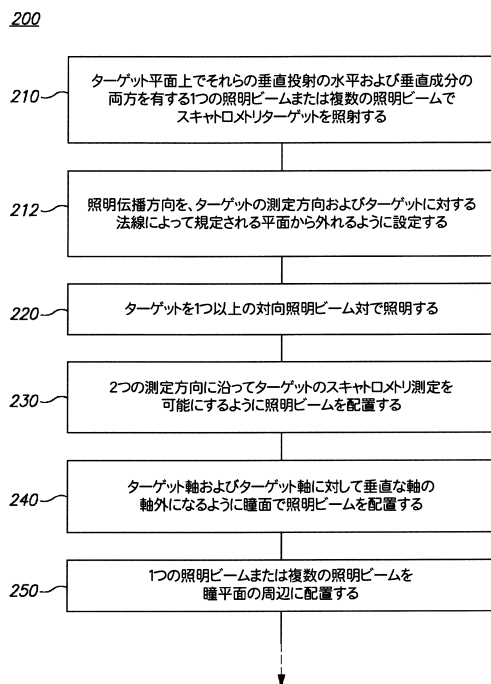 200
210
ターゲット平面上でそれらの垂直投射の水平および垂直成分の
両方を有する1つの照明ビームまたは複数の照明ビームで
スキャトロメトリターゲットを照射する
212
照明伝播方向を、ターゲットの測定方向およびターゲットに対する
法線によって規定される平面から外れるように設定する
220
ターゲットを1つ以上の対向照明ビーム対で照明する
230
2つの測定方向に沿ってターゲットのスキャトロメトリ測定を
可能にするように照明ビームを配置する
240
ターゲット軸およびターゲット軸に対して垂直な軸の
軸外になるように瞳面で照明ビームを配置する
250
1つの照明ビームまたは複数の照明ビームを
瞳平面の周辺に配置する